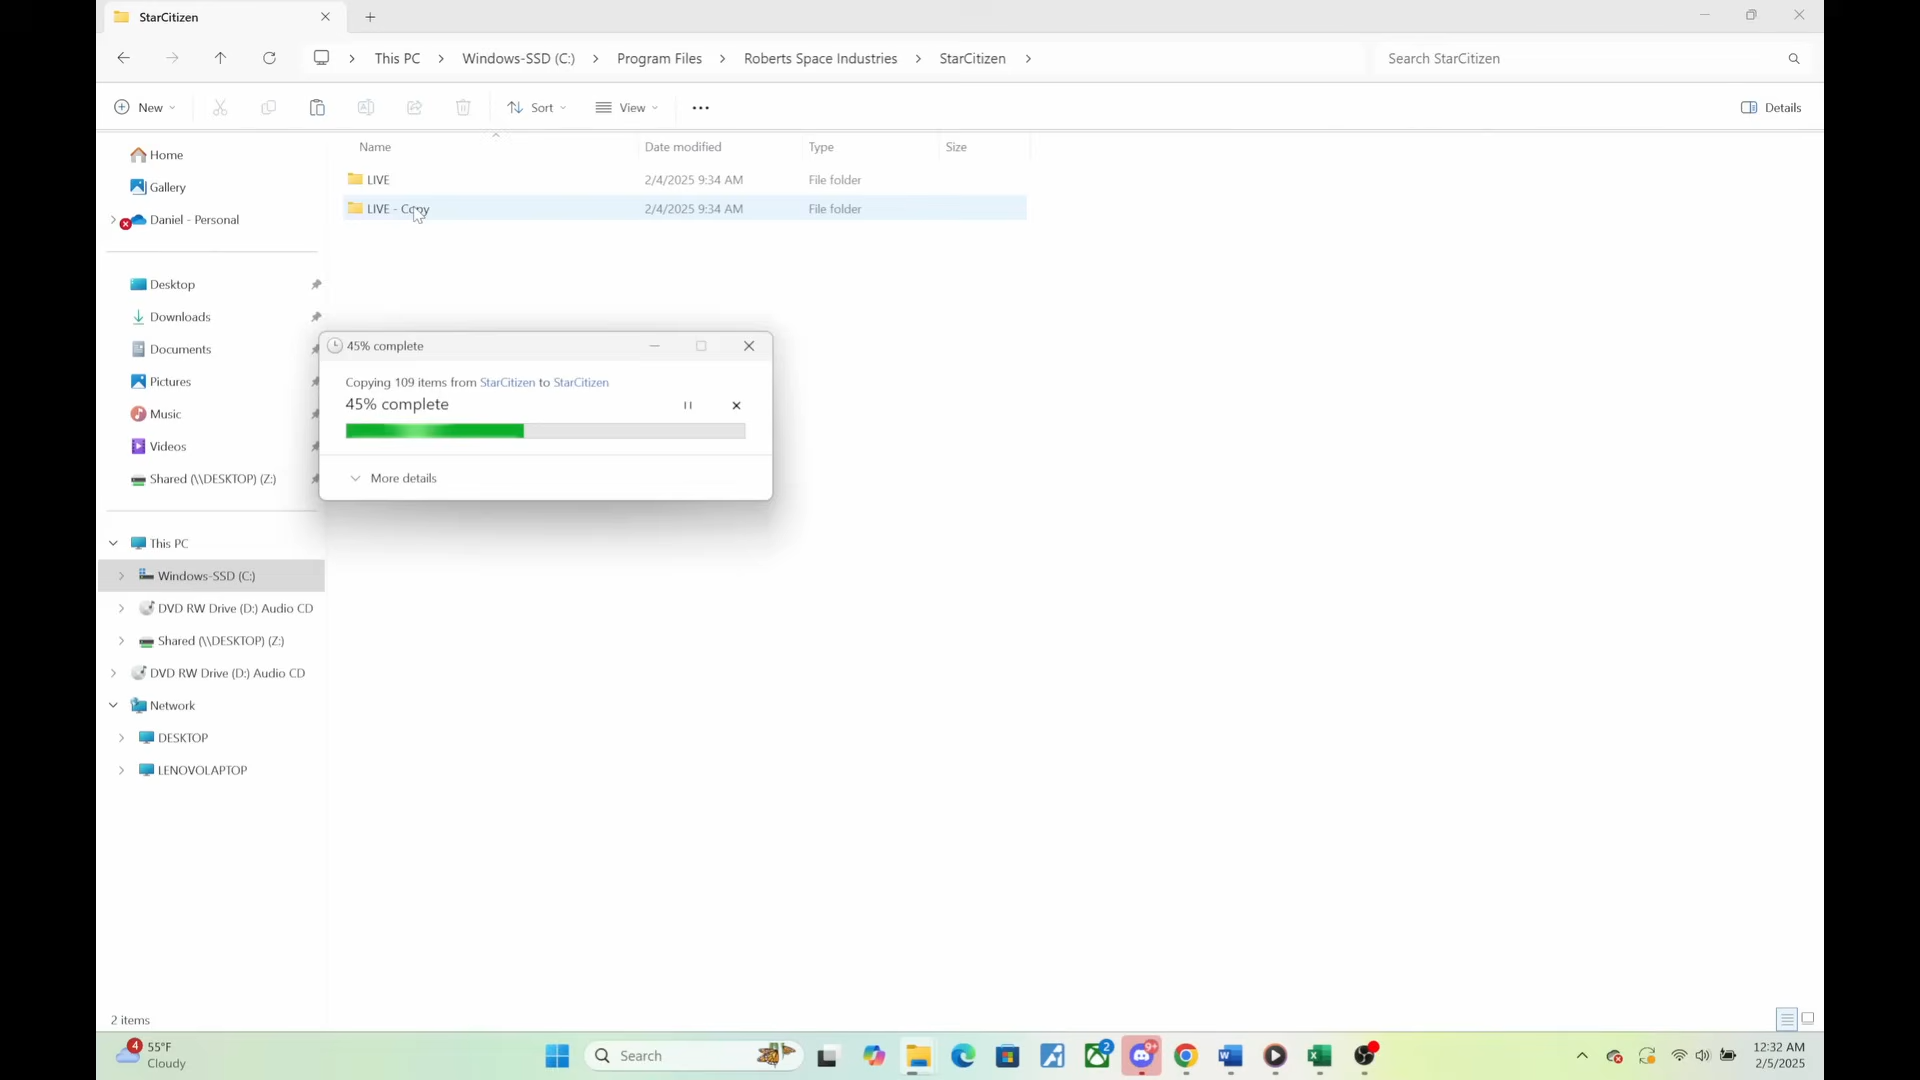 StarCitizen
This PC
Windows-SSD (C:)
Program Files
Roberts Space Industries
StarCitizen
Search StarCitizen
New
Sort
View
Details
Name
Date modified
Type
Size
LIVE
2/4/2025 9:34 AM
File folder
LIVE - Copy
2/4/2025 9:34 AM
File folder
Home
Gallery
Daniel - Personal
Desktop
Downloads
Documents
Pictures
Music
Videos
Shared (\\DESKTOP) (Z:)
This PC
Windows-SSD (C:)
DVD RW Drive (D:) Audio CD
Shared (\\DESKTOP) (Z:)
DVD RW Drive (D:) Audio CD
Network
DESKTOP
LENOVOLAPTOP
45% complete
Copying 109 items from StarCitizen to StarCitizen
45% complete
More details
2 items
4
55°F
Cloudy
Search
2
9+
12:32 AM
2/5/2025